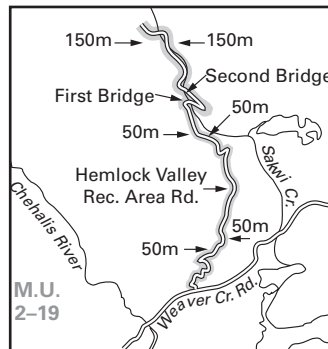 150m
150m
Second Bridge
First Bridge
50m
50m
Hemlock Valley
Rec. Area Rd.
Sakwi Cr.
Chehalis River
50m
50m
M.U.
2–19
Weaver Cr. Rd.